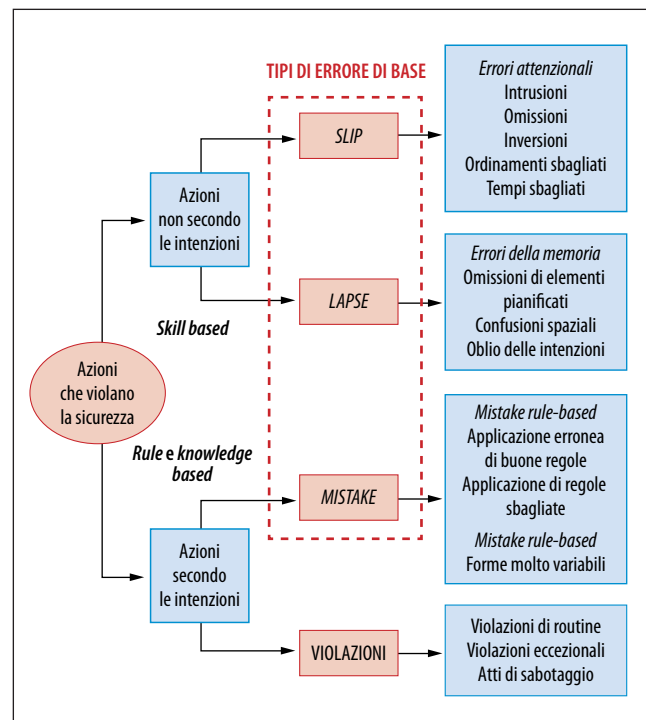 TIPI DI ERRORE DI BASE
SLIP
Errori attenzionali
Intrusioni
Omissioni
Inversioni
Ordinamenti sbagliati
Tempi sbagliati
Azioni
non secondo
le intenzioni
LAPSE
Errori della memoria
Omissioni di elementi
pianificati
Confusioni spaziali
Oblio delle intenzioni
Skill based
Azioni
che violano
la sicurezza
Rule e knowledge
based
MISTAKE
Mistake rule-based
Applicazione erronea
di buone regole
Applicazione di regole
sbagliate
Mistake rule-based
Forme molto variabili
Azioni
secondo
le intenzioni
VIOLAZIONI
Violazioni di routine
Violazioni eccezionali
Atti di sabotaggio